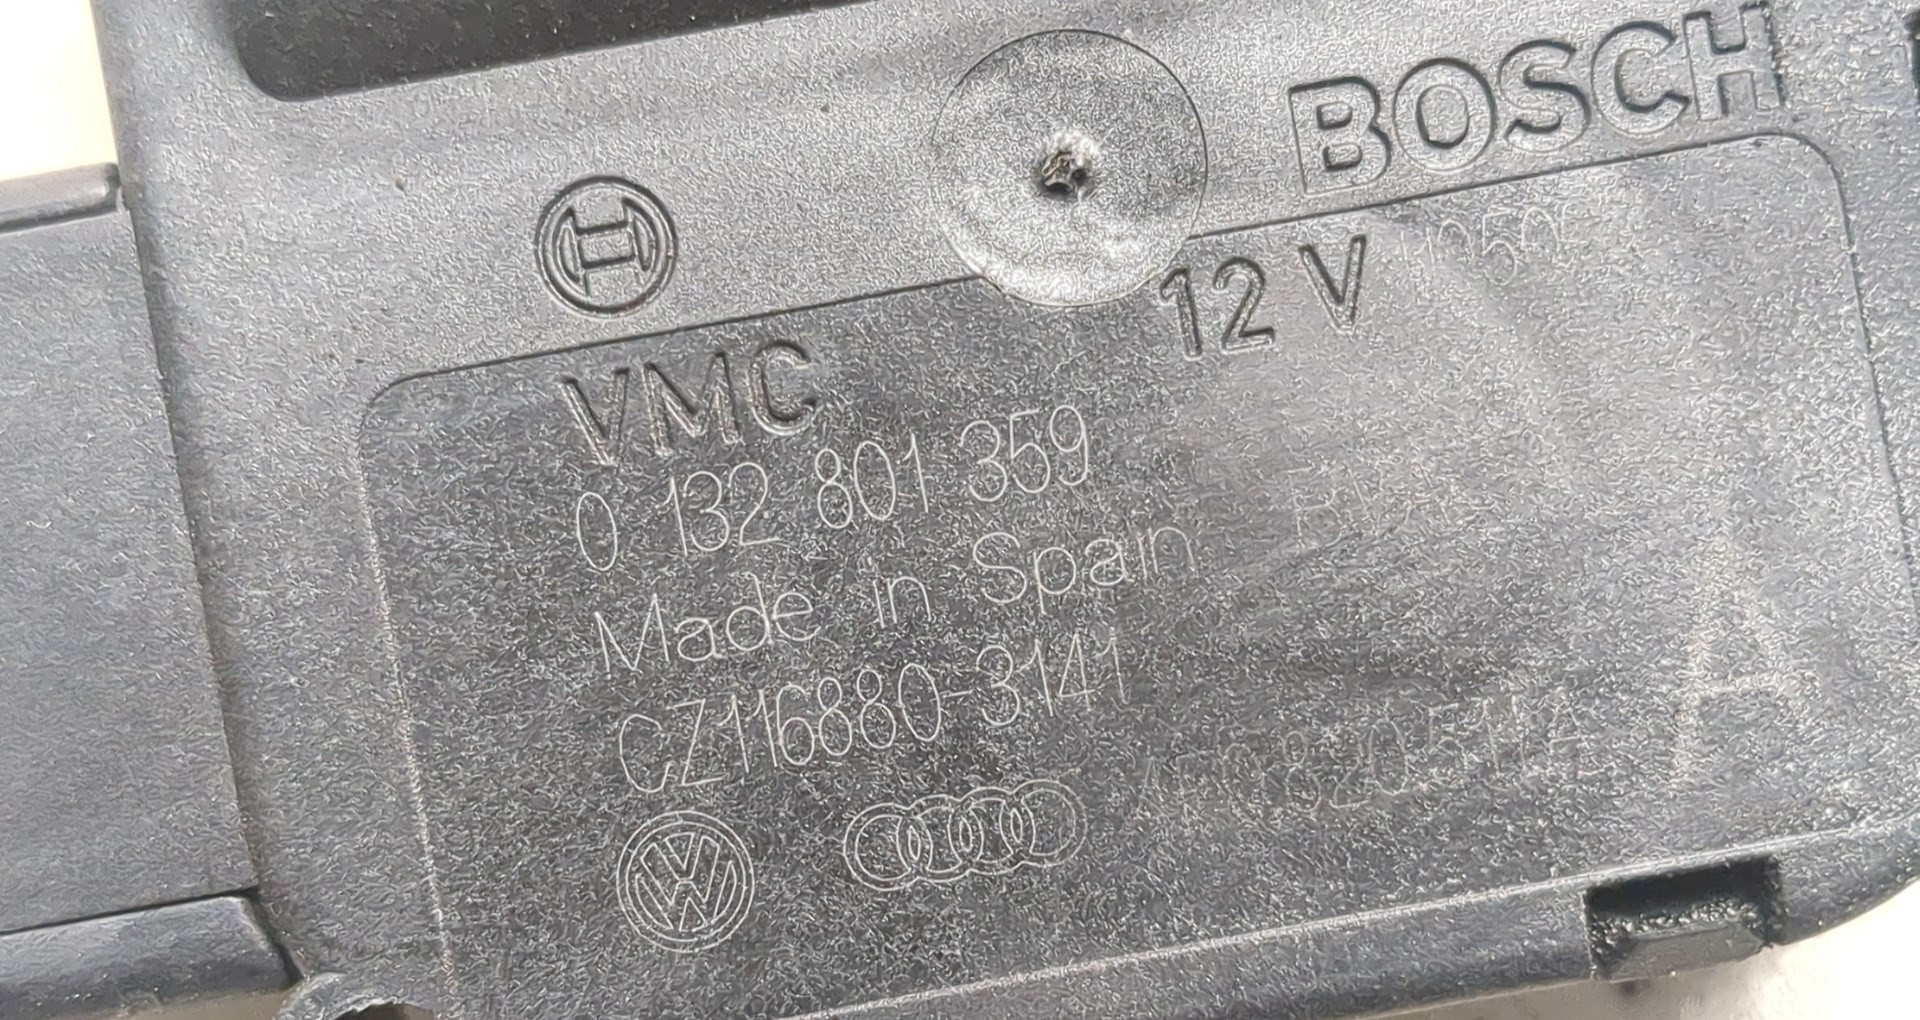 BOSCH
12 V
VMC
0 132 801 359
Made in Spain
CZ116880-3141
A